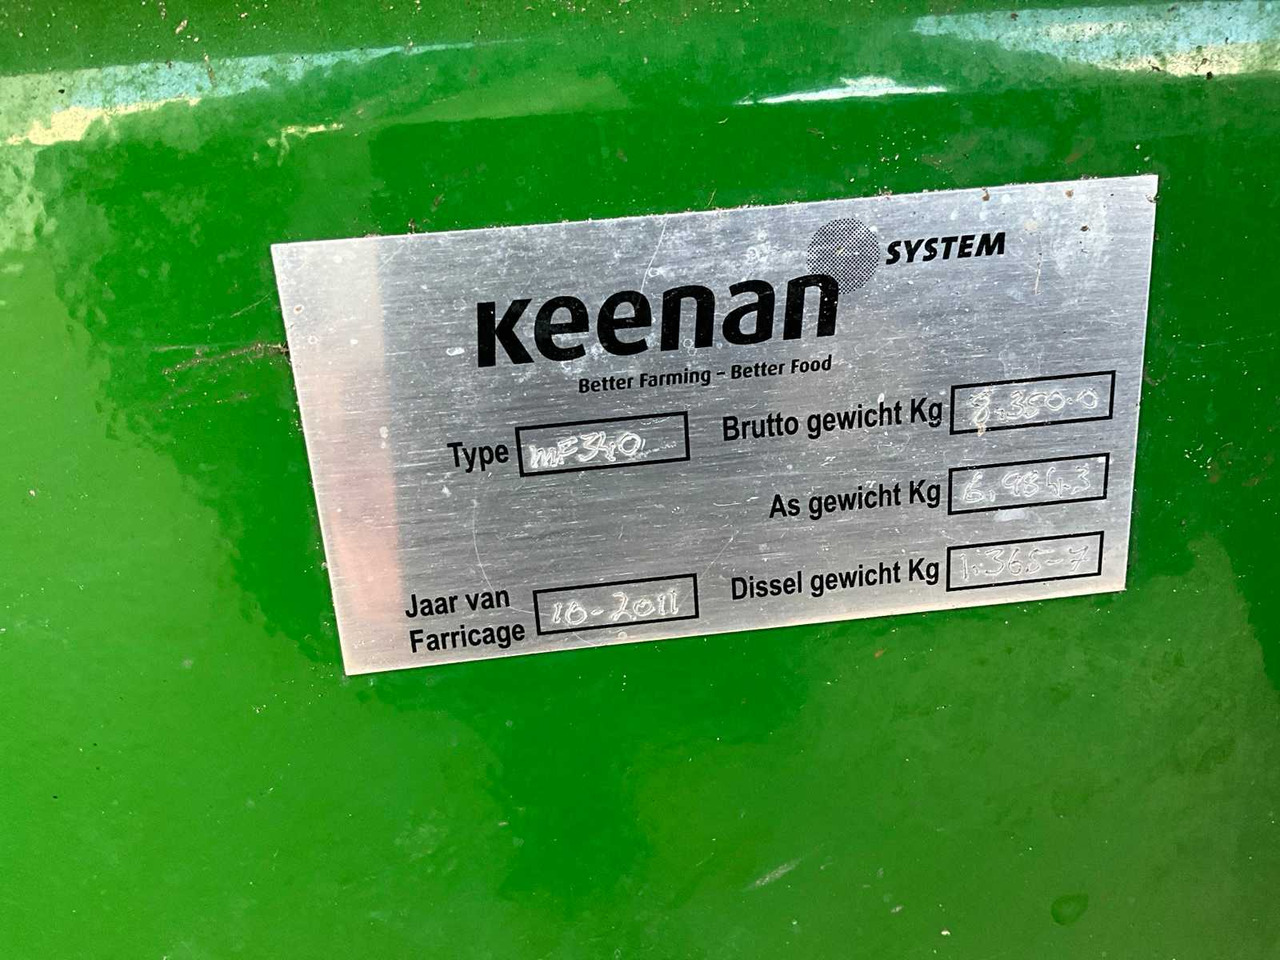 SYSTEM
Keenan
Better Farming - Better Food
Type MF340
Brutto gewicht Kg 8.350.0
As gewicht Kg 6.984.3
Jaar van
Farricage 10-2011
Dissel gewicht Kg 1.365-7